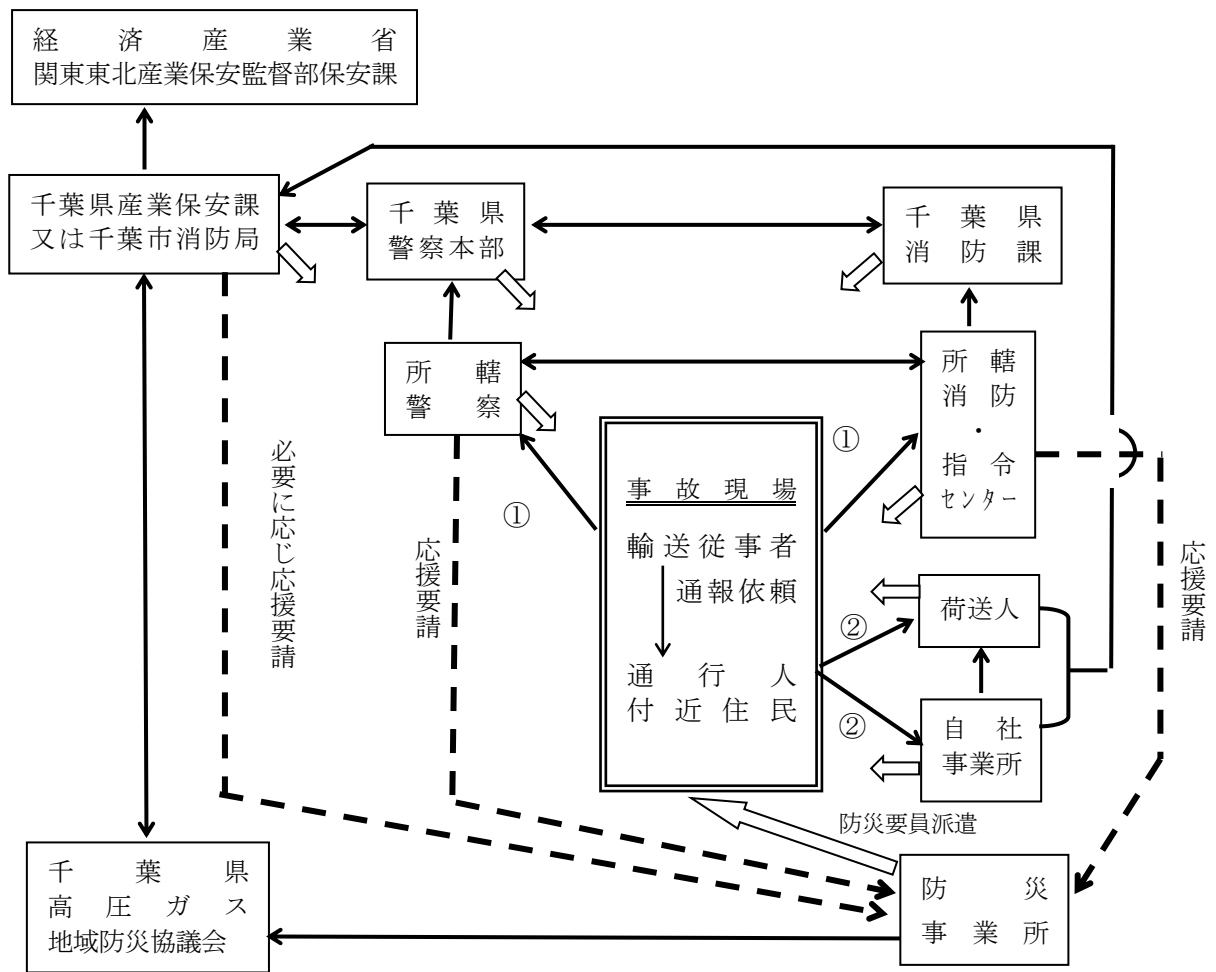 経済産業省
関東東北産業保安監督部保安課
千葉県産業保安課
又は千葉市消防局
千葉県
警察本部
千葉県
消防課
所轄
警察
所轄
消防
・
指令
センター
①
①
事故現場
輸送従事者
通報依頼
通行人
付近住民
②
②
荷送人
自社
事業所
必要に応じ応援要請
応援要請
応援要請
防災要員派遣
千葉県
高圧ガス
地域防災協議会
防災
事業所